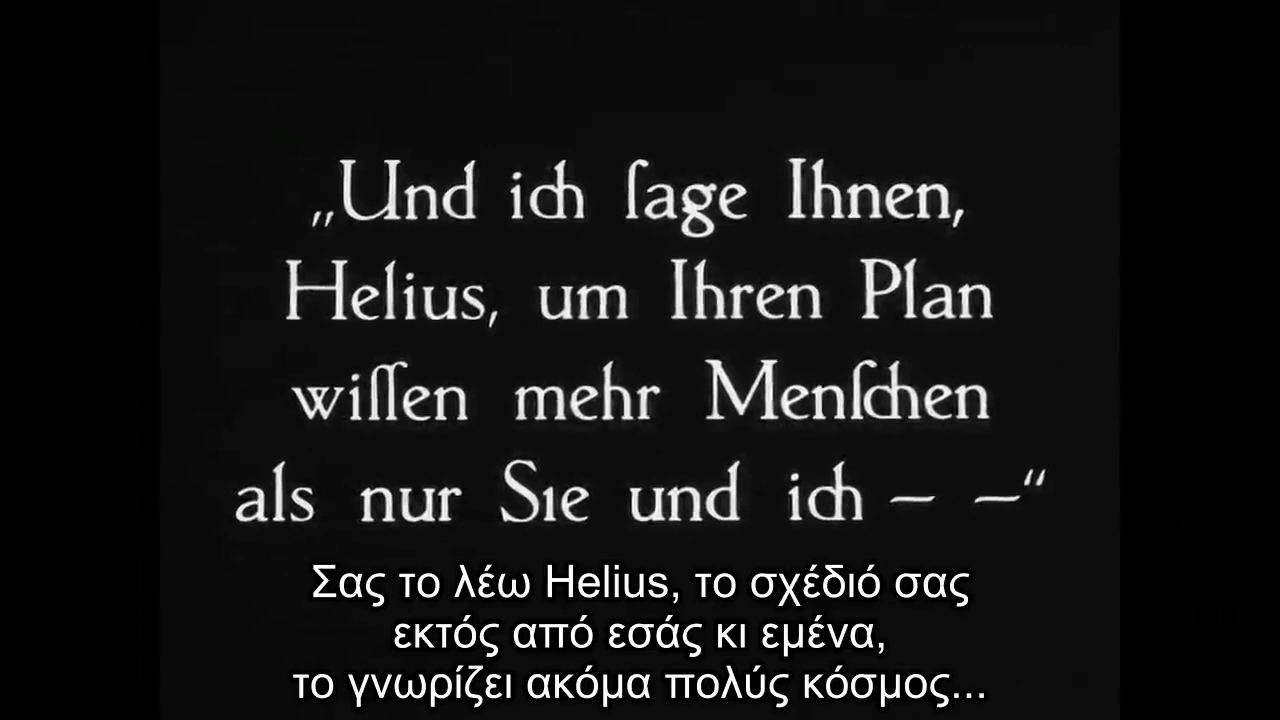 „Und ich ſage Ihnen,
Helius, um Ihren Plan
wiſſen mehr Menſchen
als nur Sie und ich – –“
Σας το λέω Helius, το σχέδιό σας
εκτός από εσάς κι εμένα,
το γνωρίζει ακόμα πολύς κόσμος...